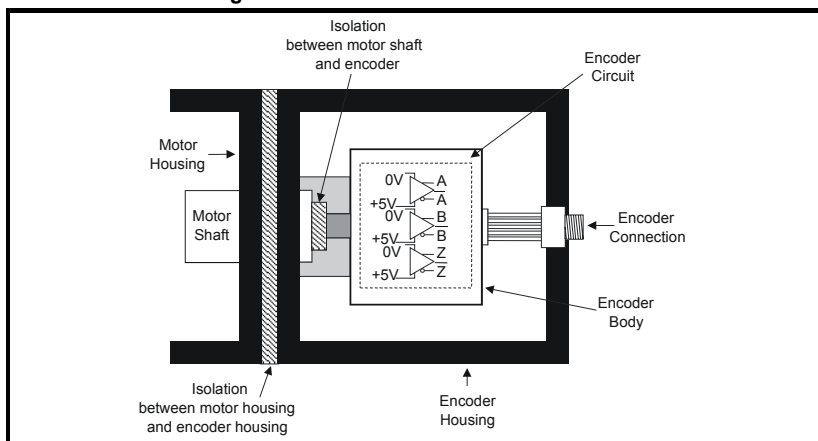 Isolation
between motor shaft
and encoder
Encoder
Circuit
Motor
Housing
Motor
Shaft
0V
A
+5V
A
0V
B
+5V
B
0V
Z
+5V
Z
Encoder
Connection
Encoder
Body
Isolation
between motor housing
and encoder housing
Encoder
Housing